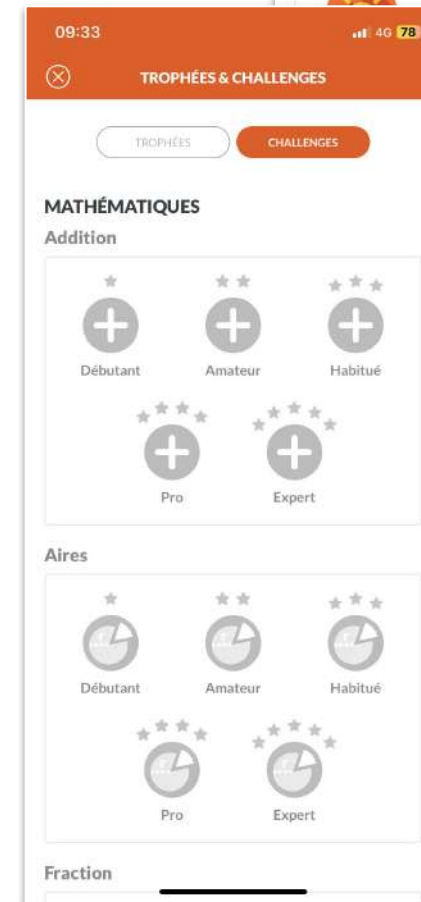 09:33 4G 78
TROPHÉES & CHALLENGES
TROPHÉES CHALLENGES
MATHÉMATIQUES
Addition
Débutant Amateur Habitué
Pro Expert
Aires
Débutant Amateur Habitué
Pro Expert
Fraction